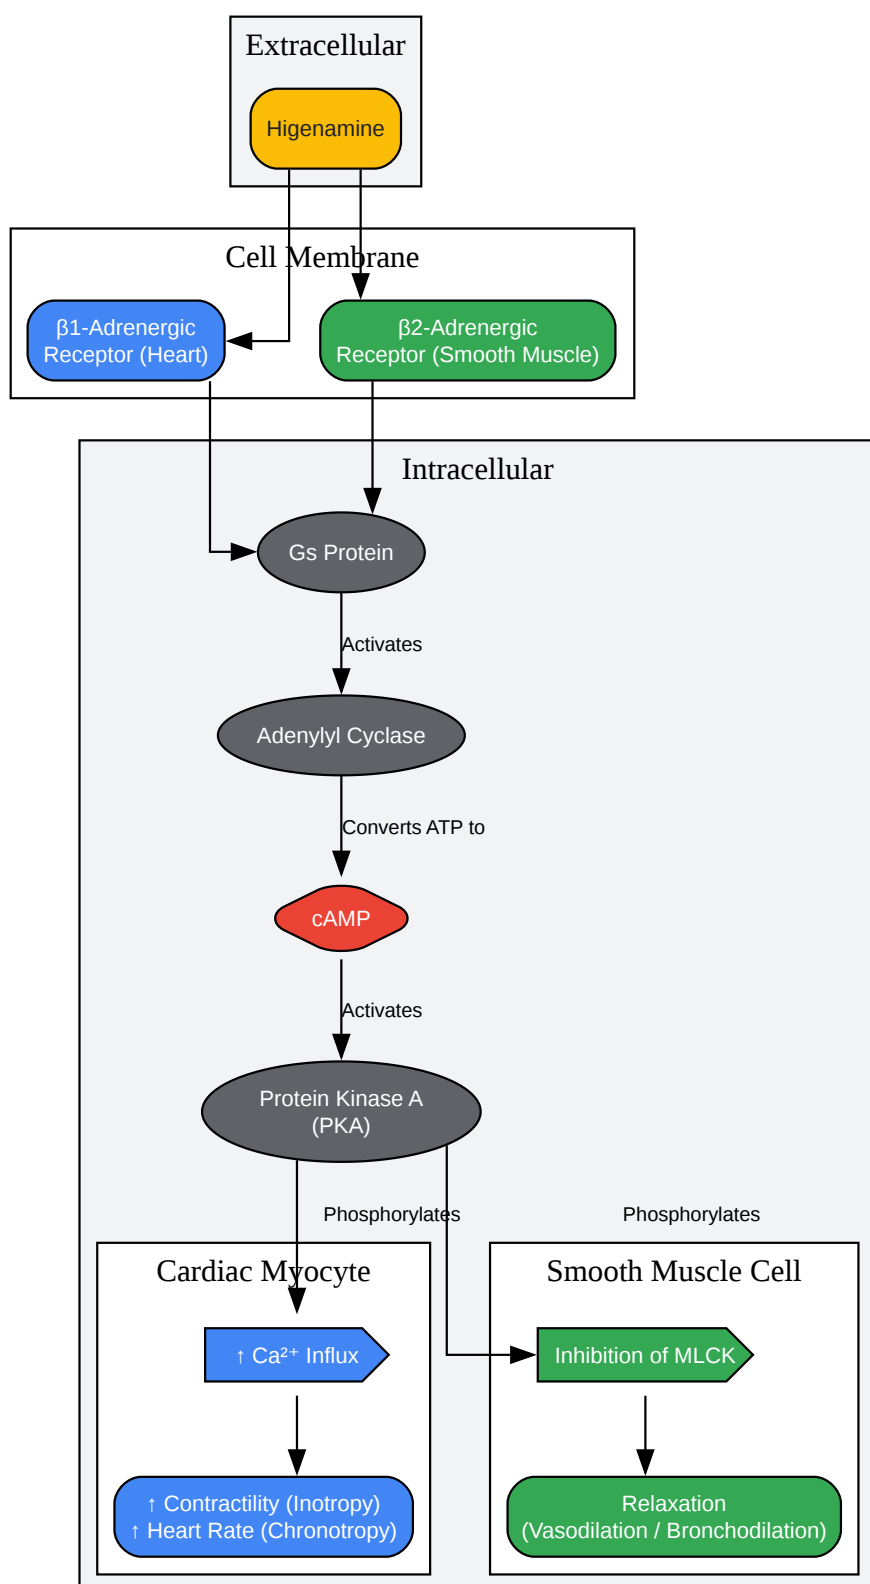 Extracellular
Higenamine
Cell Membrane
β1-Adrenergic
Receptor (Heart)
β2-Adrenergic
Receptor (Smooth Muscle)
Intracellular
Gs Protein
Activates
Adenylyl Cyclase
Converts ATP to
cAMP
Activates
Protein Kinase A
(PKA)
Phosphorylates
Phosphorylates
Cardiac Myocyte
↑ Ca²⁺ Influx
↑ Contractility (Inotropy)
↑ Heart Rate (Chronotropy)
Smooth Muscle Cell
Inhibition of MLCK
Relaxation
(Vasodilation / Bronchodilation)